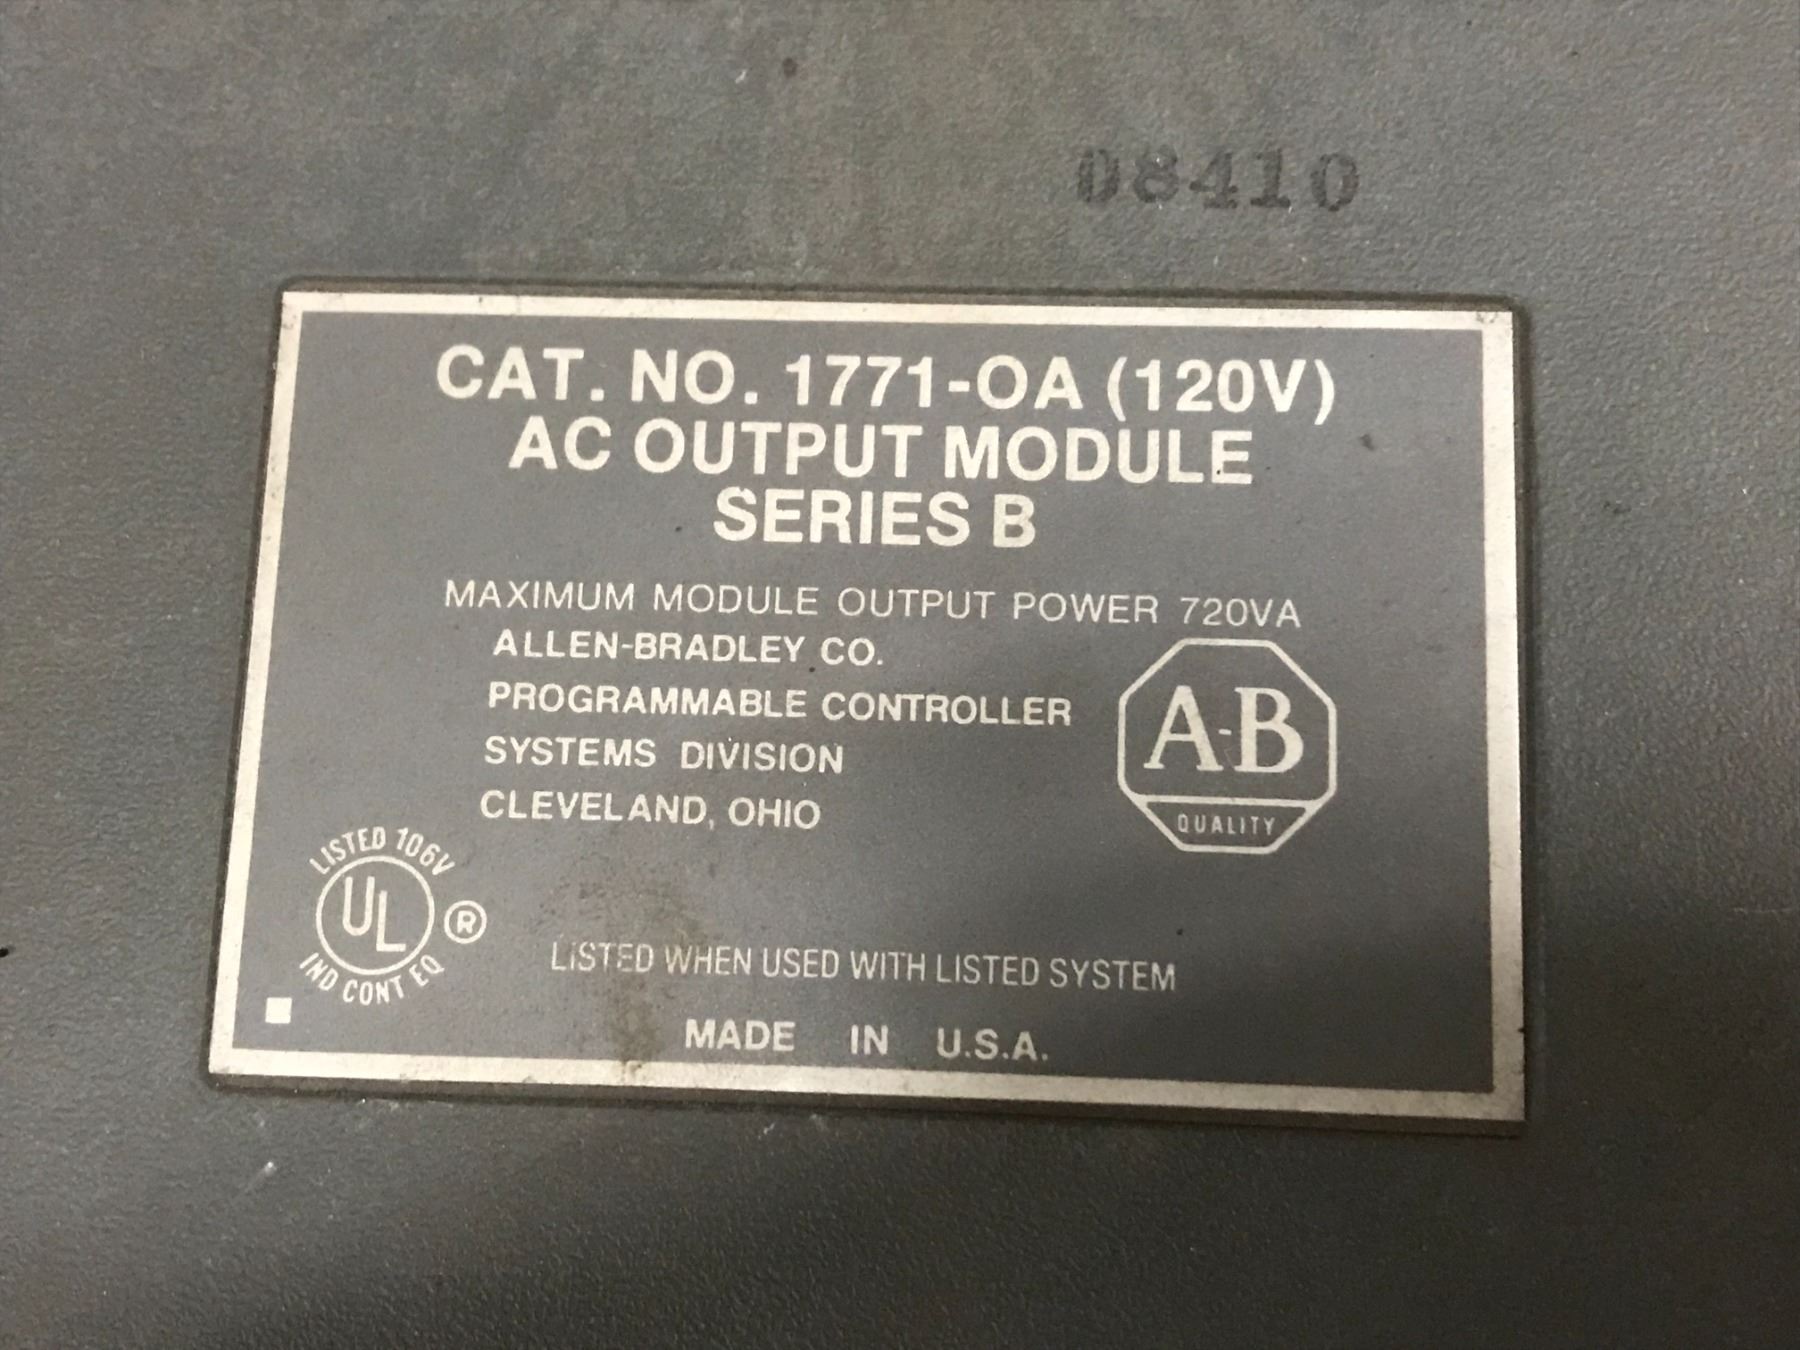 08410
CAT. NO. 1771-OA (120V)
AC OUTPUT MODULE
SERIES B
MAXIMUM MODULE OUTPUT POWER 720VA
ALLEN-BRADLEY CO.
PROGRAMMABLE CONTROLLER
SYSTEMS DIVISION
CLEVELAND, OHIO
A-B
QUALITY
LISTED 106V
UL ®
IND CONT EQ
LISTED WHEN USED WITH LISTED SYSTEM
MADE IN U.S.A.